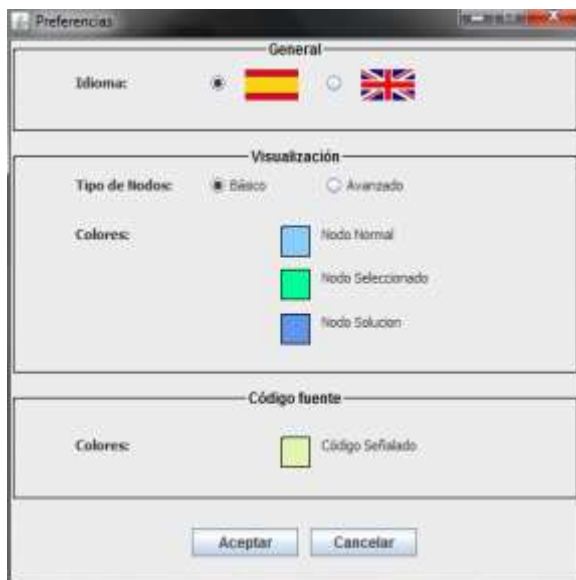 Preferencias
General
Idioma:
Visualización
Tipo de Nodos: Básico Avanzado
Colores: Nodo Normal
Nodo Seleccionado
Nodo Solucion
Código fuente
Colores: Código Señalado
Aceptar Cancelar